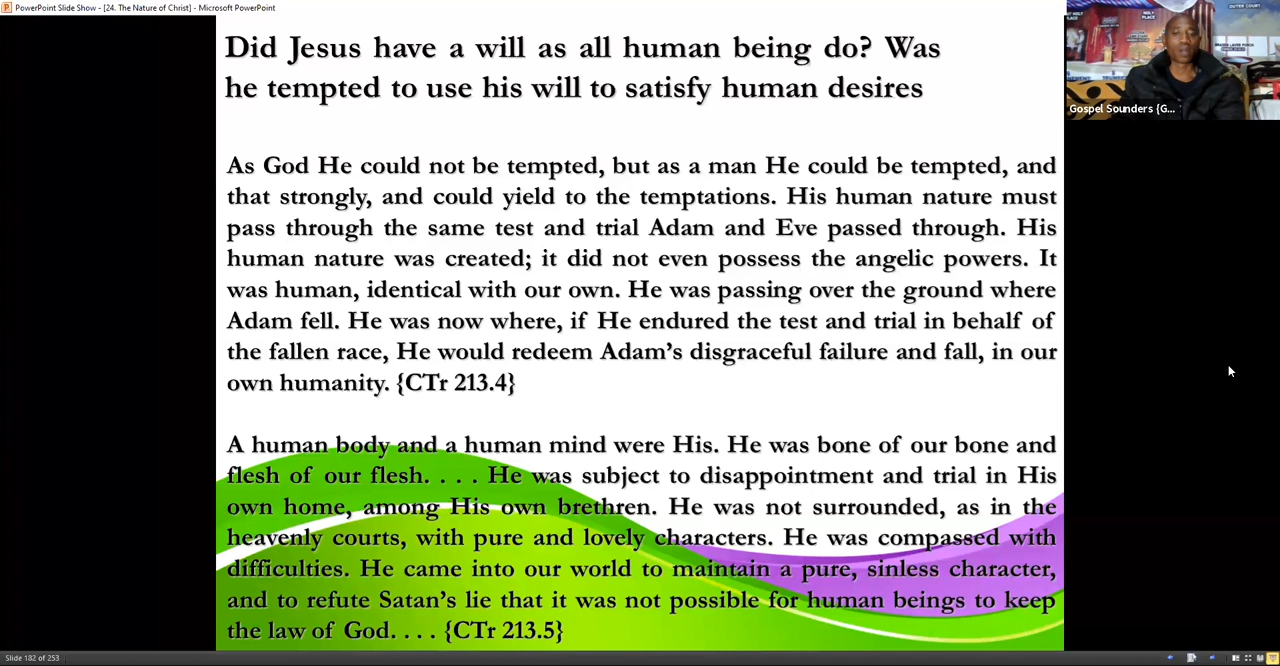 PowerPoint Slide Show - [24. The Nature of Christ] - Microsoft PowerPoint
Did Jesus have a will as all human being do? Was
he tempted to use his will to satisfy human desires
As God He could not be tempted, but as a man He could be tempted, and
that strongly, and could yield to the temptations. His human nature must
pass through the same test and trial Adam and Eve passed through. His
human nature was created; it did not even possess the angelic powers. It
was human, identical with our own. He was passing over the ground where
Adam fell. He was now where, if He endured the test and trial in behalf of
the fallen race, He would redeem Adam’s disgraceful failure and fall, in our
own humanity. {CTr 213.4}
A human body and a human mind were His. He was bone of our bone and
flesh of our flesh. . . . He was subject to disappointment and trial in His
own home, among His own brethren. He was not surrounded, as in the
heavenly courts, with pure and lovely characters. He was compassed with
difficulties. He came into our world to maintain a pure, sinless character,
and to refute Satan’s lie that it was not possible for human beings to keep
the law of God. . . . {CTr 213.5}
HOLY
PLACE
OUTER COURT
Gospel Sounders {G...
Slide 182 of 253